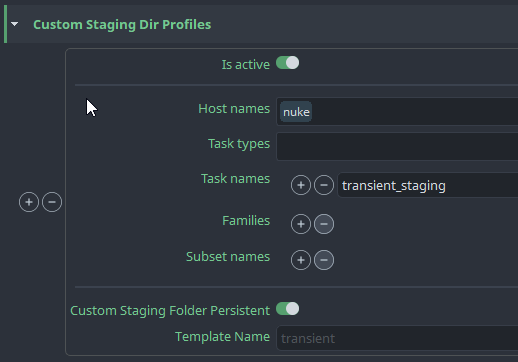 Custom Staging Dir Profiles
Is active
Host names nuke
Task types
Task names transient_staging
Families
Subset names
Custom Staging Folder Persistent
Template Name transient